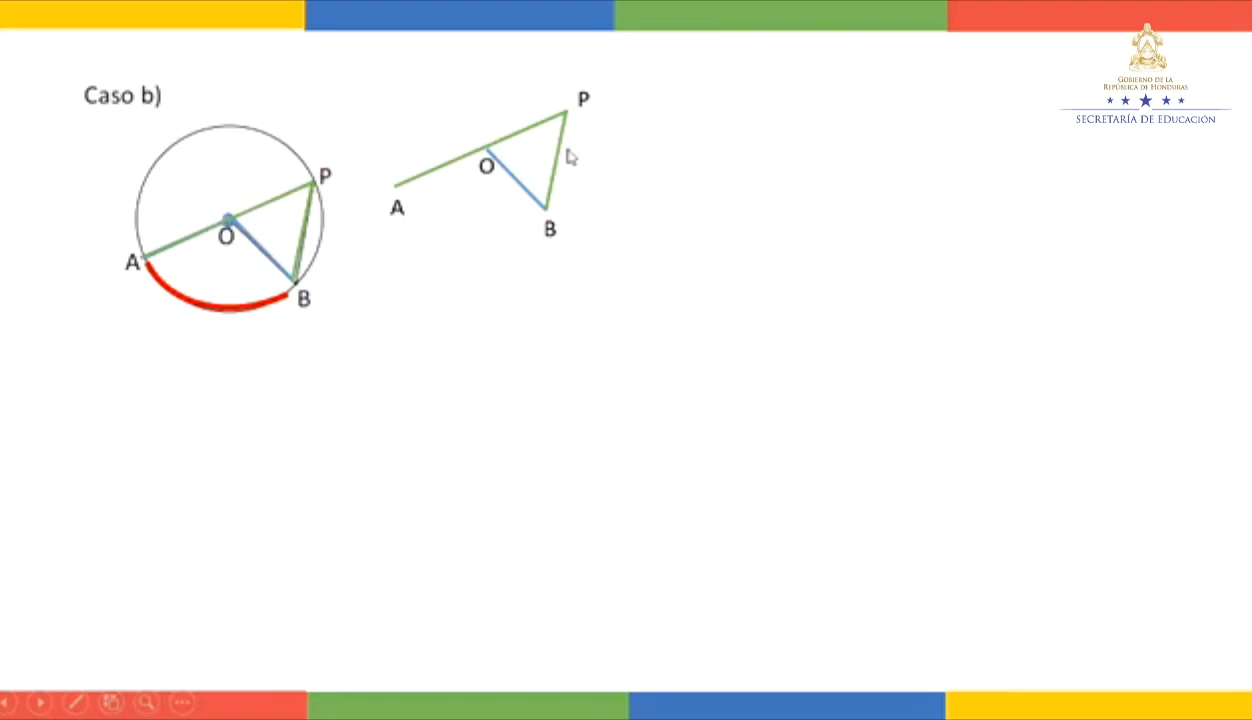 Caso b)
P
O
A
B
P
O
A
B
GOBIERNO DE LA
REPÚBLICA DE HONDURAS
SECRETARÍA DE EDUCACIÓN